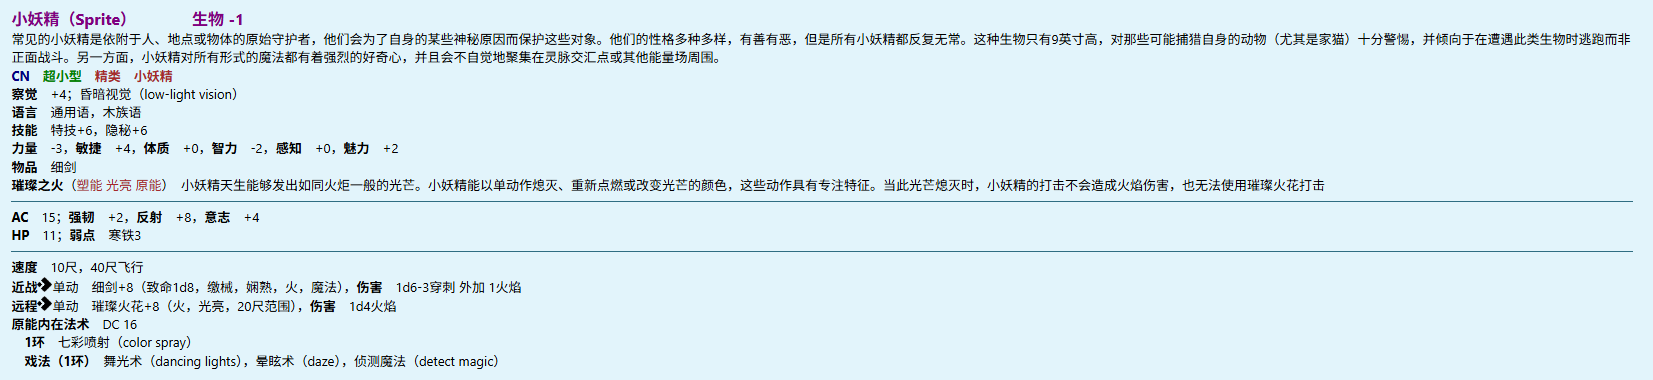 小妖精（Sprite） 生物 -1
常见的小妖精是依附于人、地点或物体的原始守护者，他们会为了自身的某些神秘原因而保护这些对象。他们的性格多种多样，有善有恶，但是所有小妖精都反复无常。这种生物只有9英寸高，对那些可能捕猎自身的动物（尤其是家猫）十分警惕，并倾向于在遭遇此类生物时逃跑而非
正面战斗。另一方面，小妖精对所有形式的魔法都有着强烈的好奇心，并且会不自觉地聚集在灵脉交汇点或其他能量场周围。
CN 超小型 精类 小妖精
察觉 +4；昏暗视觉（low-light vision）
语言 通用语，木族语
技能 特技+6，隐秘+6
力量 -3，敏捷 +4，体质 +0，智力 -2，感知 +0，魅力 +2
物品 细剑
璀璨之火（塑能 光亮 原能） 小妖精天生能够发出如同火炬一般的光芒。小妖精能以单动作熄灭、重新点燃或改变光芒的颜色，这些动作具有专注特征。当此光芒熄灭时，小妖精的打击不会造成火焰伤害，也无法使用璀璨火花打击
AC 15；强韧 +2，反射 +8，意志 +4
HP 11；弱点 寒铁3
速度 10尺，40尺飞行
近战 单动 细剑+8（致命1d8，缴械，娴熟，火，魔法），伤害 1d6-3穿刺 外加 1火焰
远程 单动 璀璨火花+8（火，光亮，20尺范围），伤害 1d4火焰
原能内在法术 DC 16
1环 七彩喷射（color spray）
戏法（1环） 舞光术（dancing lights），晕眩术（daze），侦测魔法（detect magic）